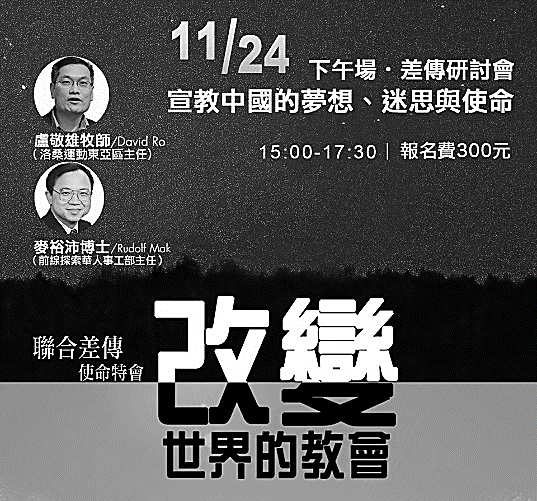 11/24
下午場．差傳研討會
宣教中國的夢想、迷思與使命
15:00-17:30｜報名費300元
盧敬雄牧師/David Ro
（洛桑運動東亞區主任）
麥裕沛博士/Rudolf Mak
（前線探索華人事工部主任）
聯合差傳
使命特會
改變
世界的教會